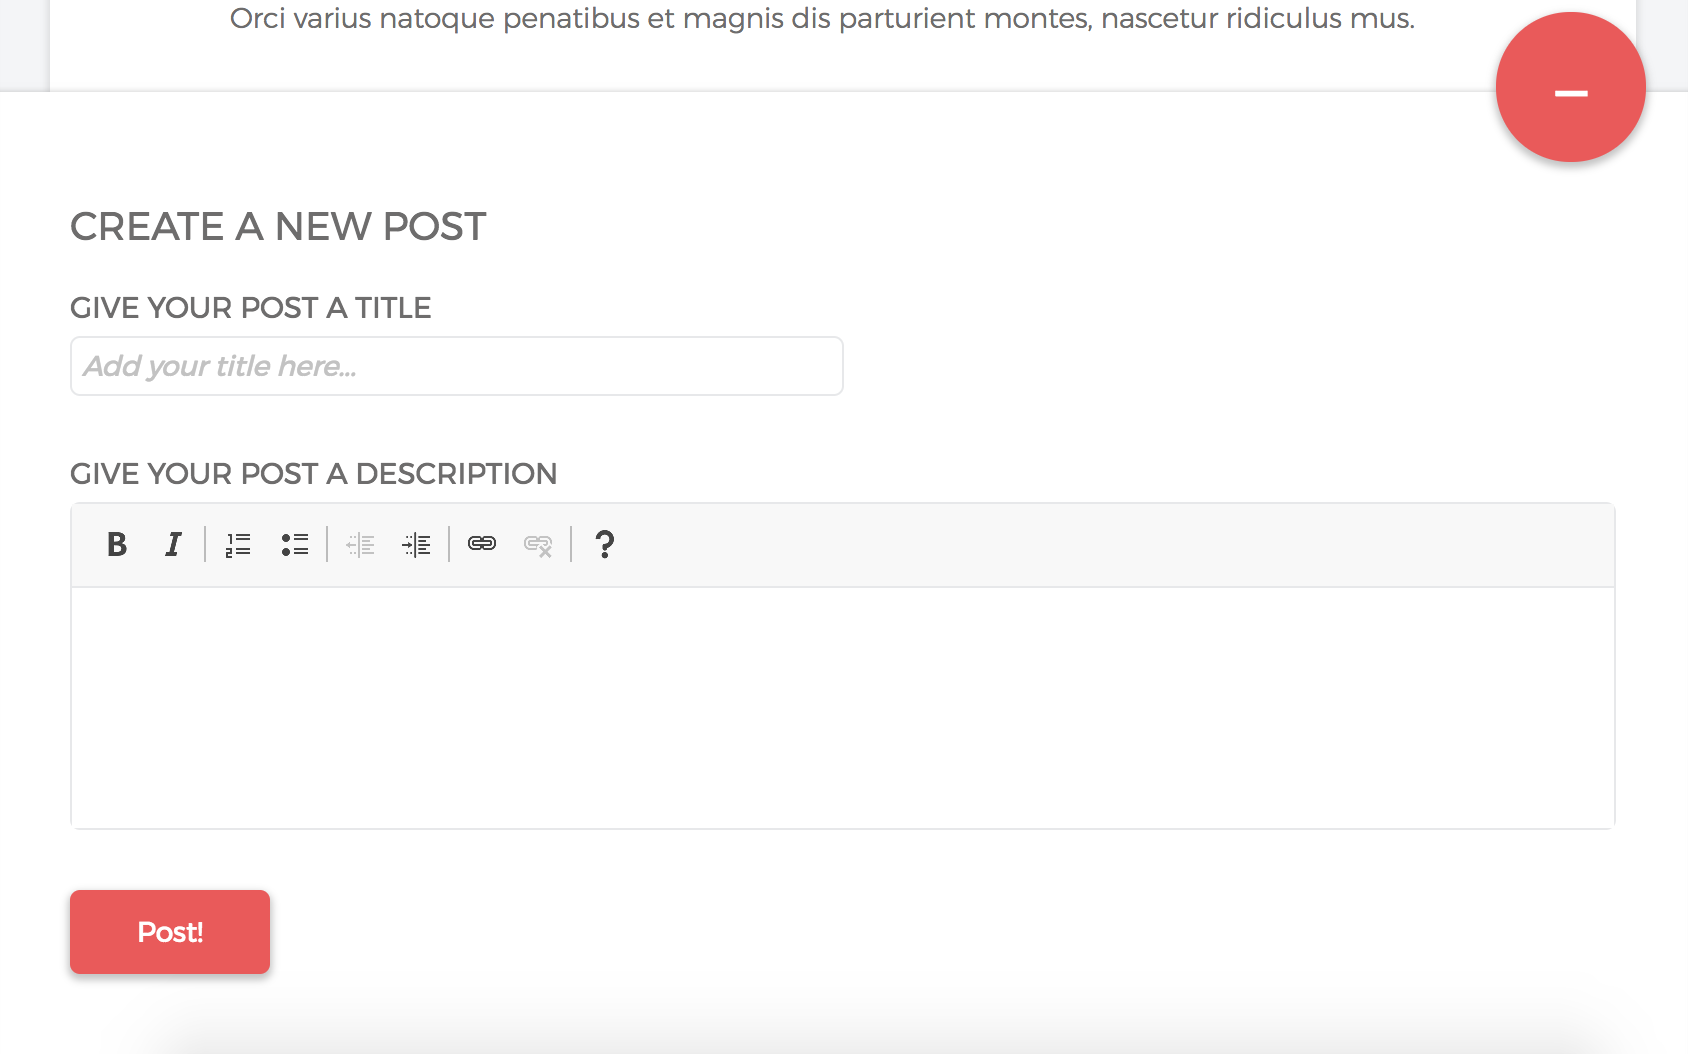 Orci varius natoque penatibus et magnis dis parturient montes, nascetur ridiculus mus.
CREATE A NEW POST
GIVE YOUR POST A TITLE
Add your title here...
GIVE YOUR POST A DESCRIPTION
B I ?
Post!